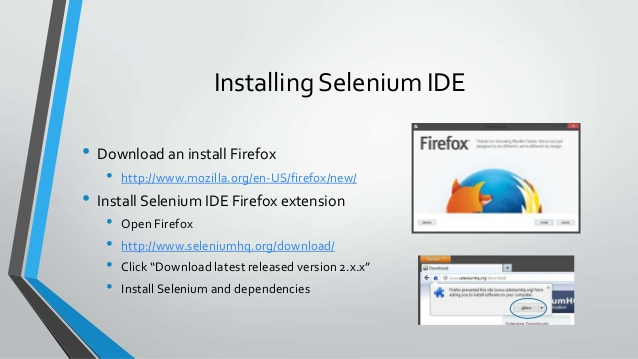 Installing Selenium IDE
Download an install Firefox
http://www.mozilla.org/en-US/firefox/new/
Install Selenium IDE Firefox extension
Open Firefox
http://www.seleniumhq.org/download/
Click “Download latest released version 2.x.x”
Install Selenium and dependencies
Firefox
Downloads
www.seleniumhq.org/download/
Firefox prevented this site (www.seleniumhq.org) from
asking you to install software on your computer.
Allow
Selenium Downloads